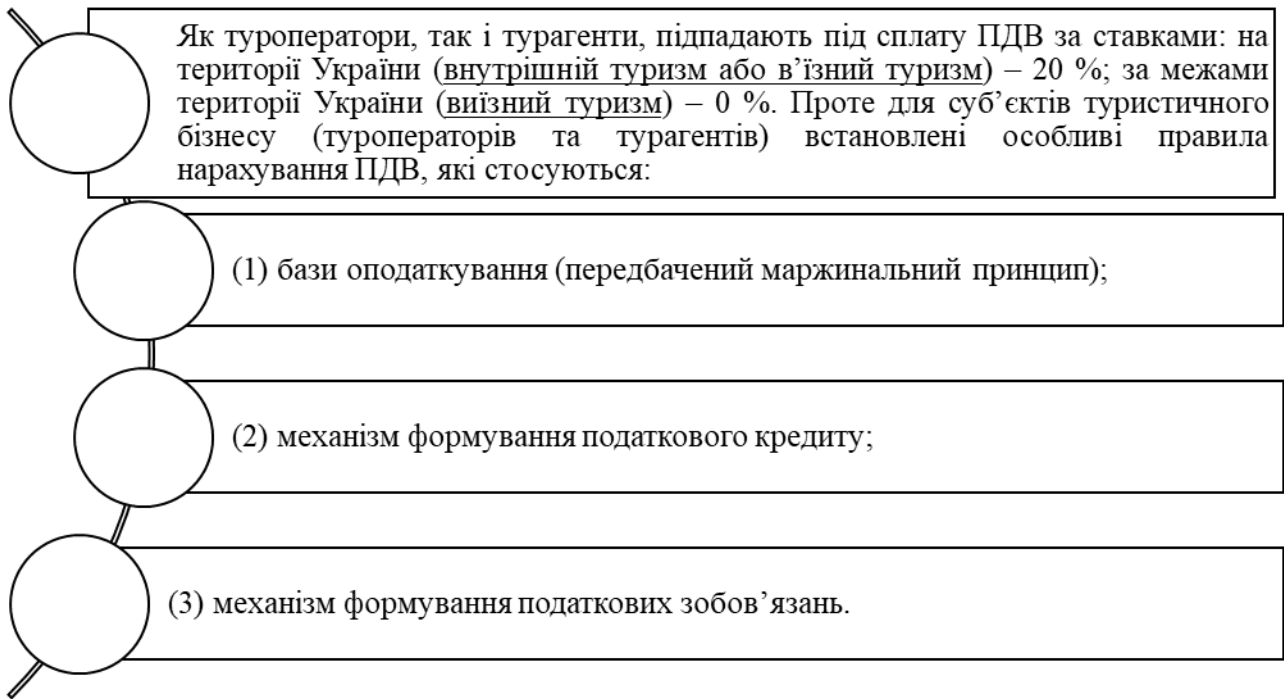 Як туроператори, так і турагенти, підпадають під сплату ПДВ за ставками: на
території України (внутрішній туризм або в’їзний туризм) – 20 %; за межами
території України (виїзний туризм) – 0 %. Проте для суб’єктів туристичного
бізнесу (туроператорів та турагентів) встановлені особливі правила
нарахування ПДВ, які стосуються:
(1) бази оподаткування (передбачений маржинальний принцип);
(2) механізм формування податкового кредиту;
(3) механізм формування податкових зобов’язань.